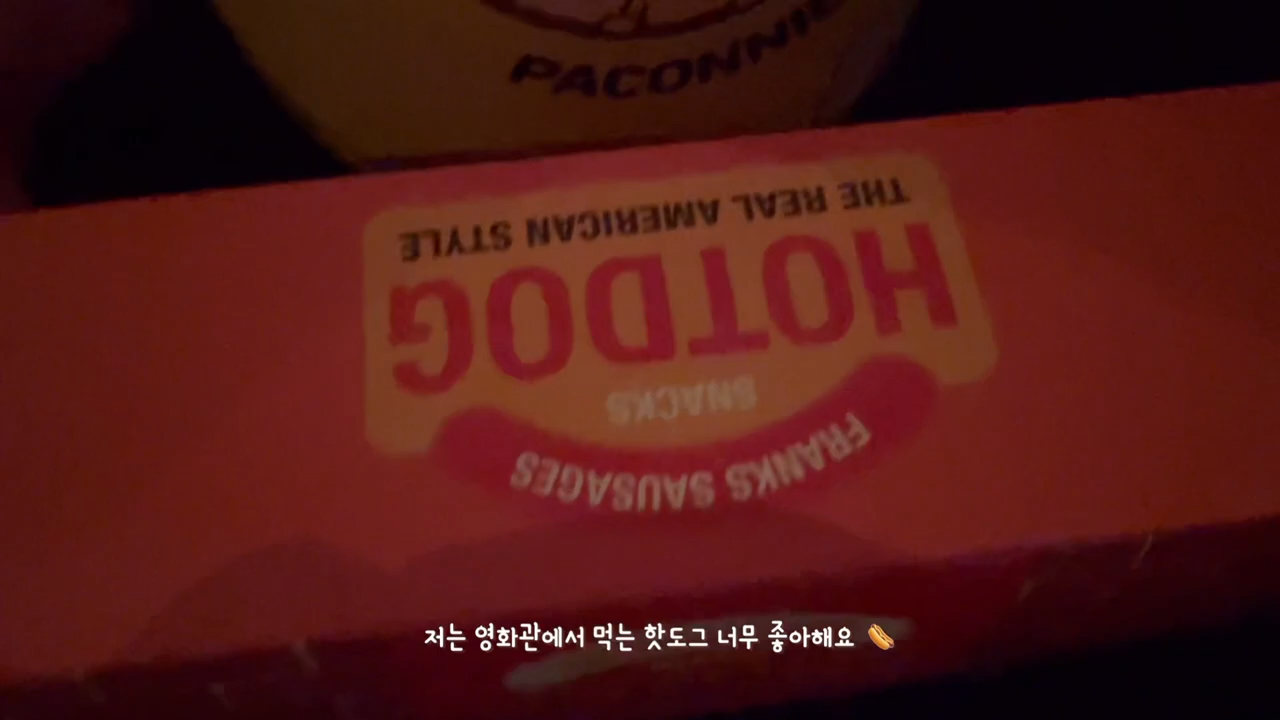 PACONNIE
FRANKS SAUSAGES
SNACKS
HOTDOG
THE REAL AMERICAN STYLE
저는 영화관에서 먹는 핫도그 너무 좋아해요 🌭